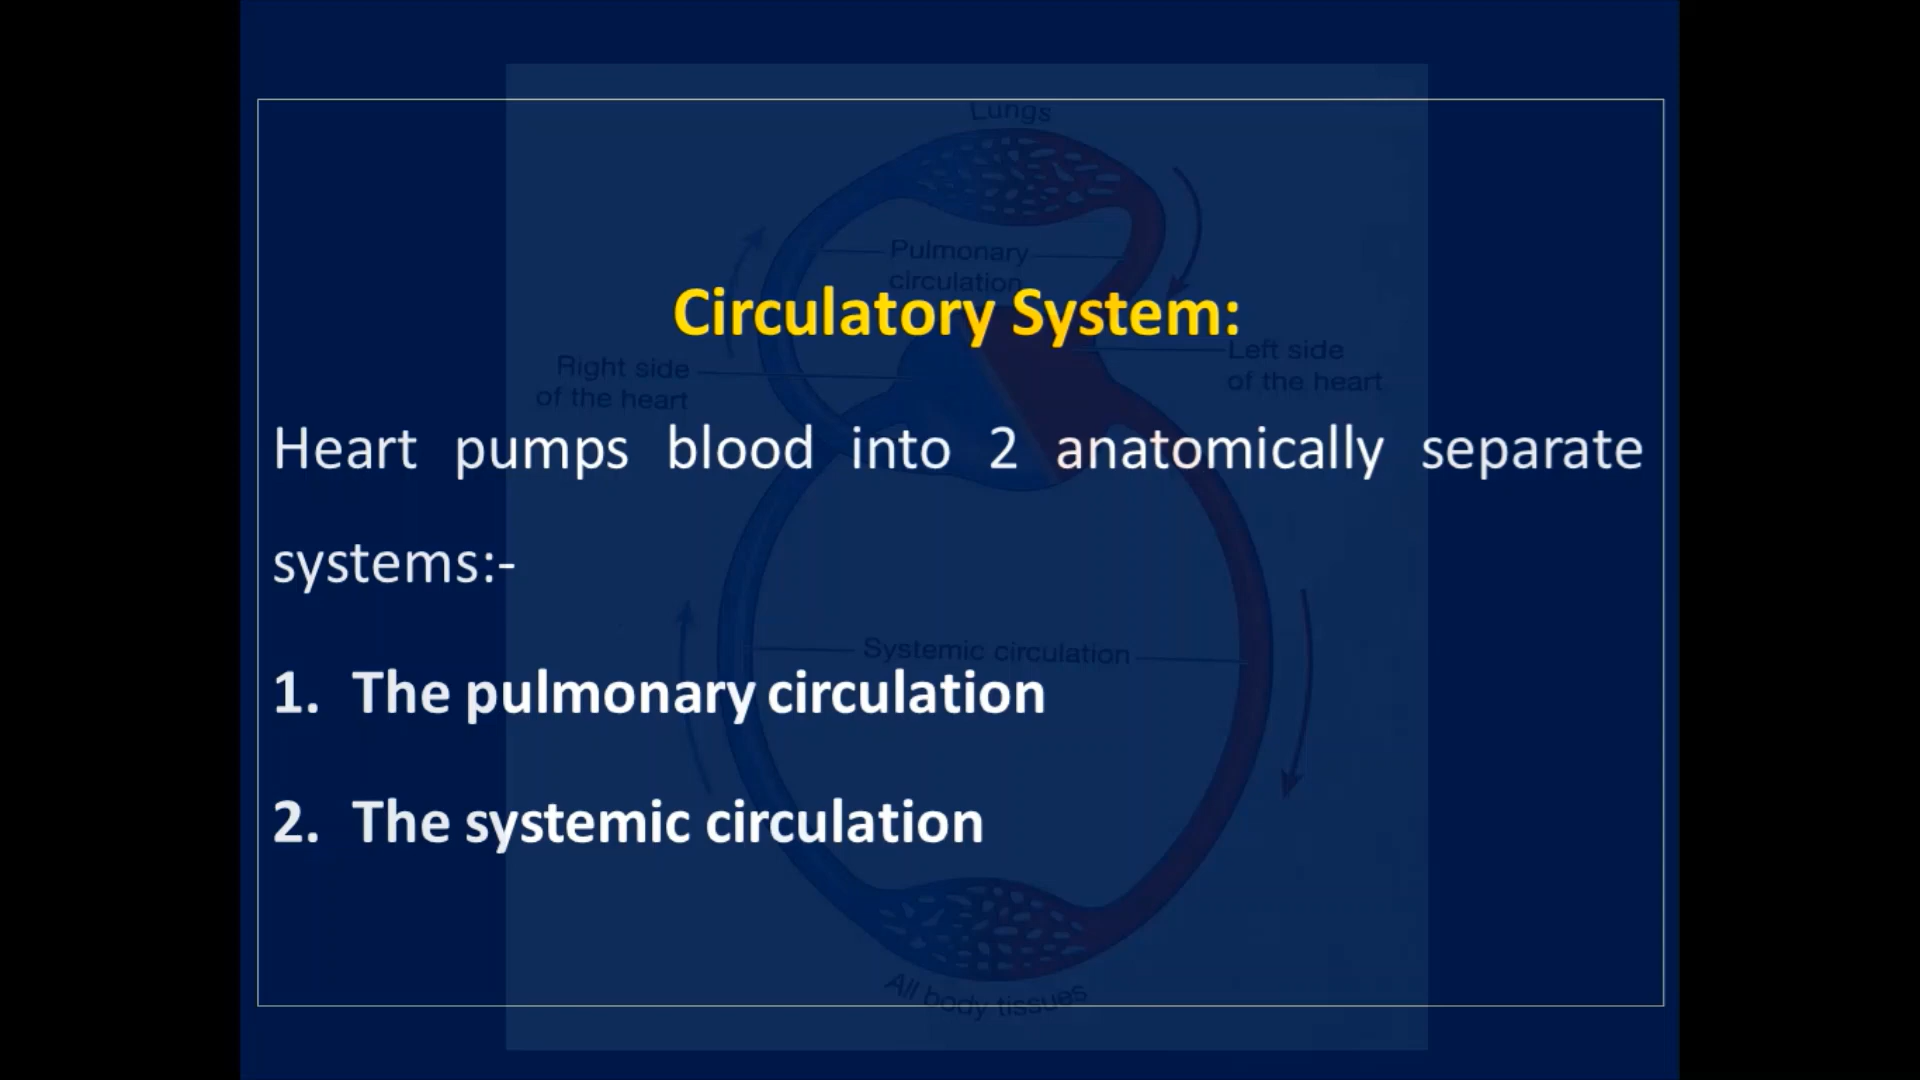 Lungs
Pulmonary
circulation
Circulatory System:
Right side
of the heart
Left side
of the heart
Heart pumps blood into 2 anatomically separate
systems:-
Systemic circulation
1. The pulmonary circulation
2. The systemic circulation
All body tissues